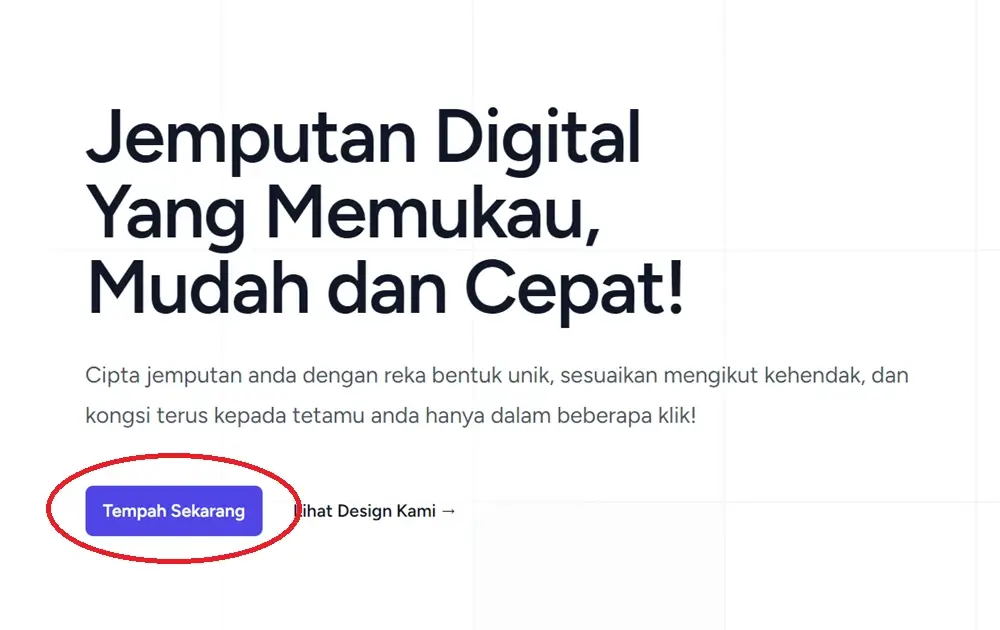 Jemputan Digital
Yang Memukau,
Mudah dan Cepat!
Cipta jemputan anda dengan reka bentuk unik, sesuaikan mengikut kehendak, dan
kongsi terus kepada tetamu anda hanya dalam beberapa klik!
Tempah Sekarang
Lihat Design Kami →